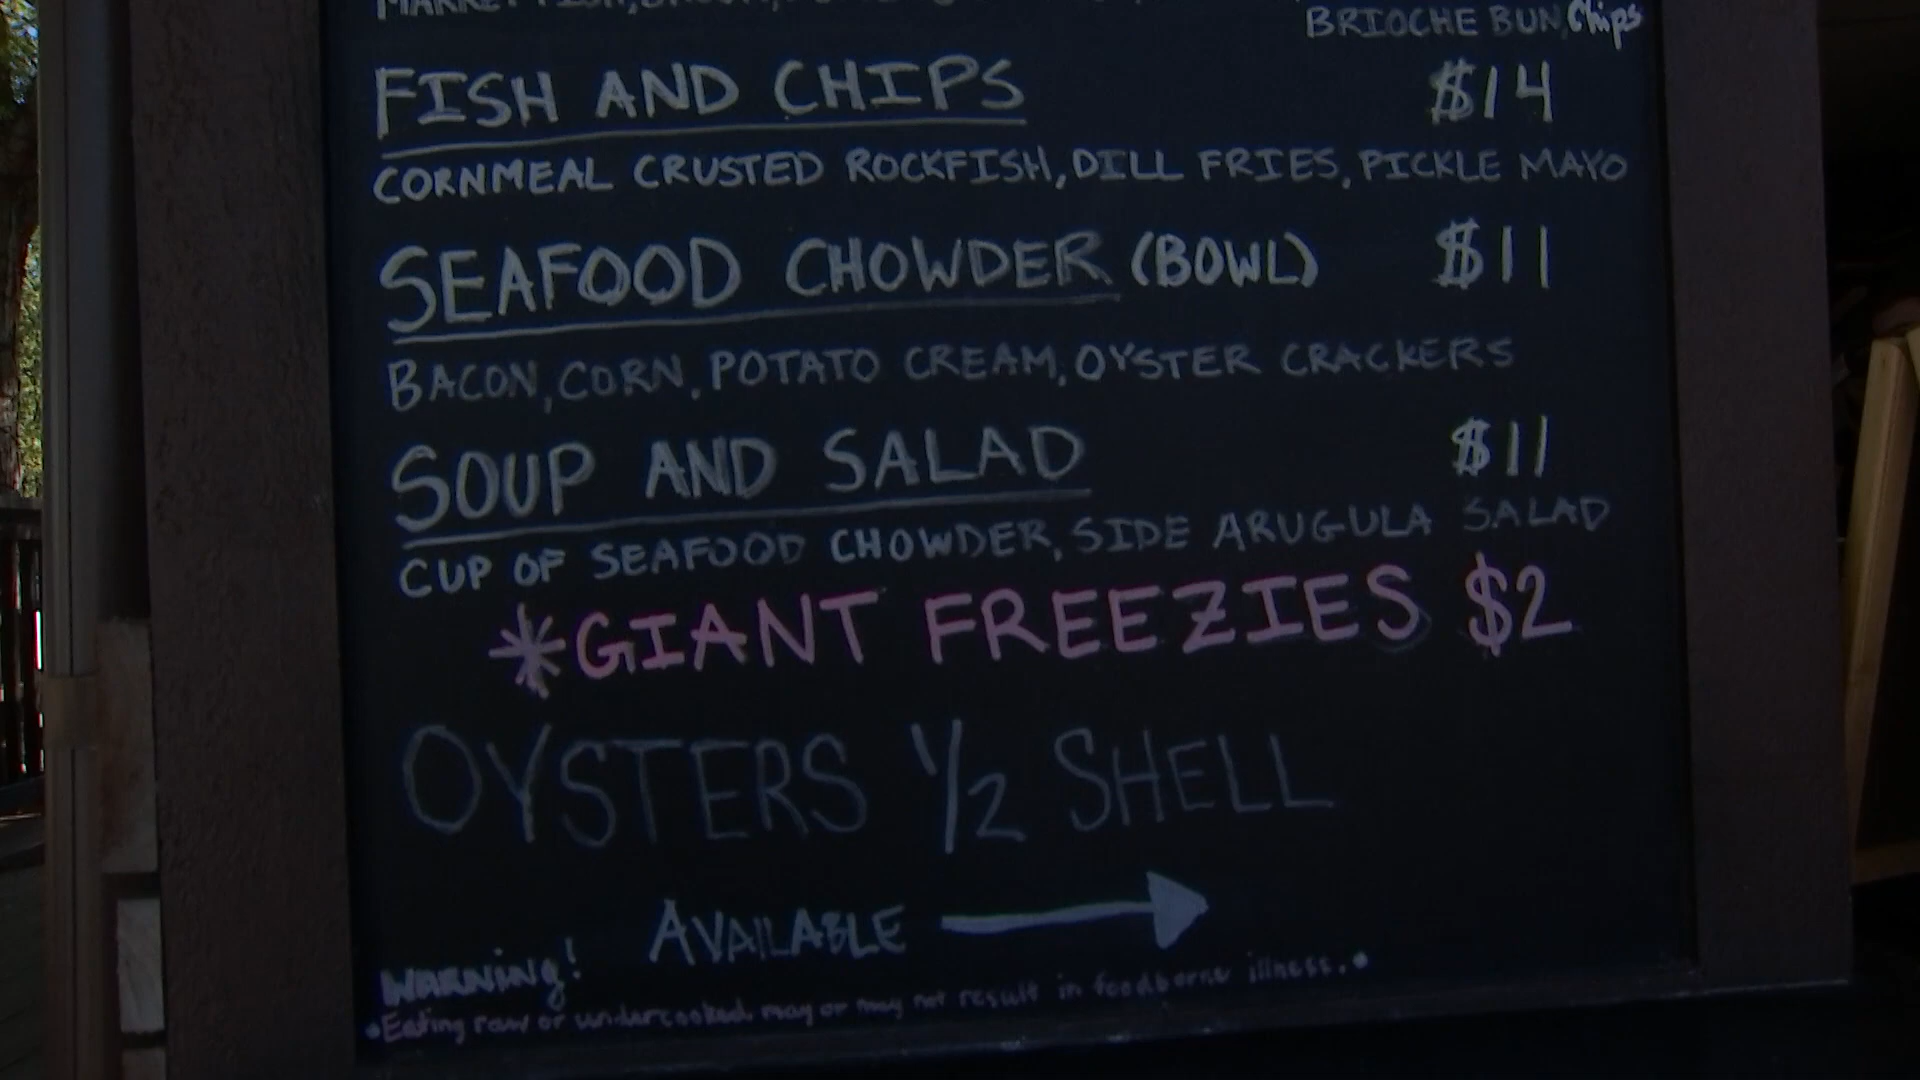 BRIOCHE BUN, Chips
FISH AND CHIPS $14
CORNMEAL CRUSTED ROCKFISH, DILL FRIES, PICKLE MAYO
SEAFOOD CHOWDER (BOWL) $11
BACON, CORN, POTATO CREAM, OYSTER CRACKERS
SOUP AND SALAD $11
CUP OF SEAFOOD CHOWDER, SIDE ARUGULA SALAD
*GIANT FREEZIES $2
OYSTERS 1/2 SHELL
AVAILABLE →
WARNING!
•Eating raw or undercooked may or may not result in foodborne illness.•